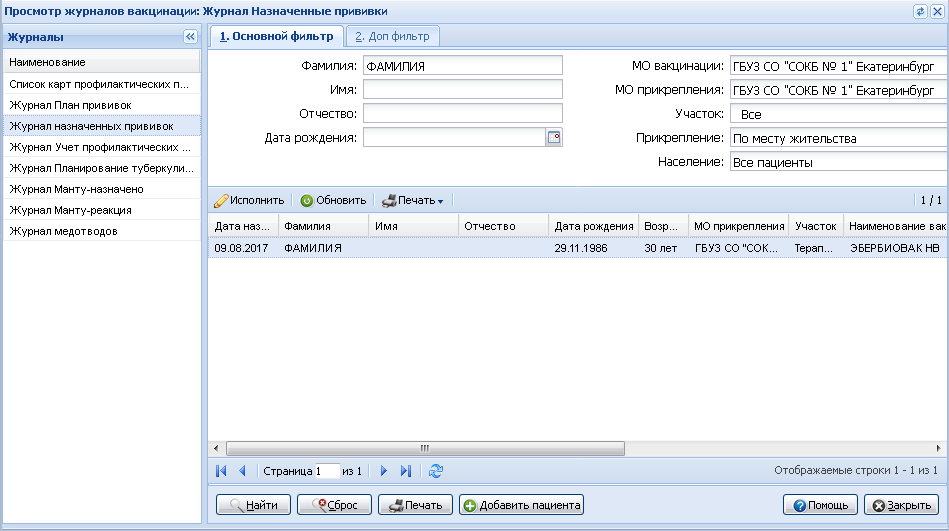 Просмотр журналов вакцинации: Журнал Назначенные прививки
Журналы
Наименование
Список карт профилактических п...
Журнал План прививок
Журнал назначенных прививок
Журнал Учет профилактических ...
Журнал Планирование туберкули...
Журнал Манту-назначено
Журнал Манту-реакция
Журнал медотводов
1. Основной фильтр
2. Доп фильтр
Фамилия: ФАМИЛИЯ
Имя:
Отчество:
Дата рождения:
МО вакцинации: ГБУЗ СО "СОКБ № 1" Екатеринбург
МО прикрепления: ГБУЗ СО "СОКБ № 1" Екатеринбург
Участок: Все
Прикрепление: По месту жительства
Население: Все пациенты
Исполнить Обновить Печать 1 / 1
Дата наз... Фамилия Имя Отчество Дата рождения Возр... МО прикрепления Участок Наименование вак
09.08.2017 ФАМИЛИЯ 29.11.1986 30 лет ГБУЗ СО "СОК... Терап... ЭБЕРБИОВАК НВ
Страница 1 из 1 Отображаемые строки 1 - 1 из 1
Найти Сброс Печать Добавить пациента Помощь Закрыть